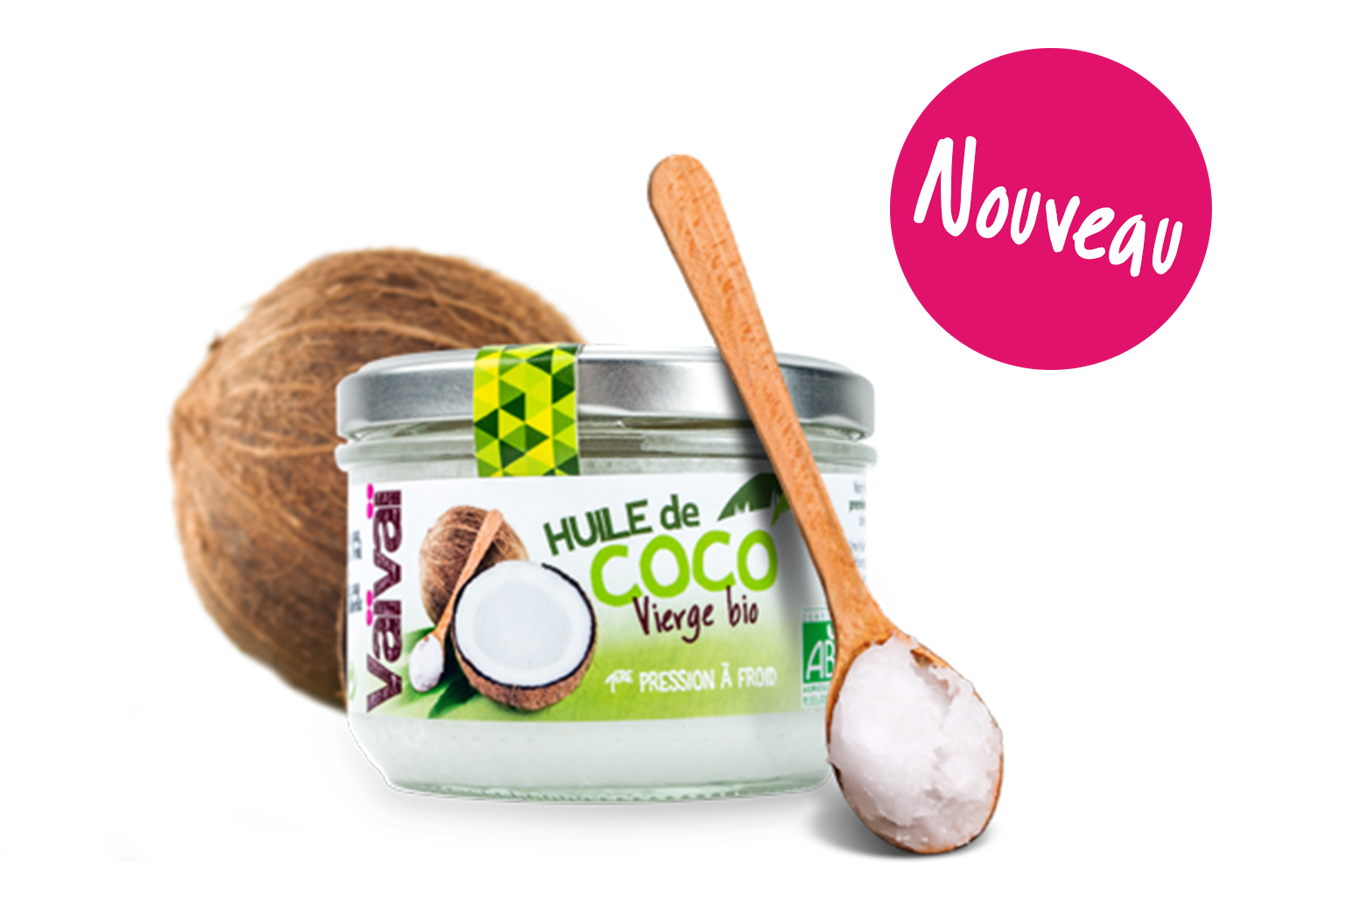 Nouveau
Vaïvaï
HUILE de
COCO
Vierge bio
1ÈRE PRESSION À FROID
AB